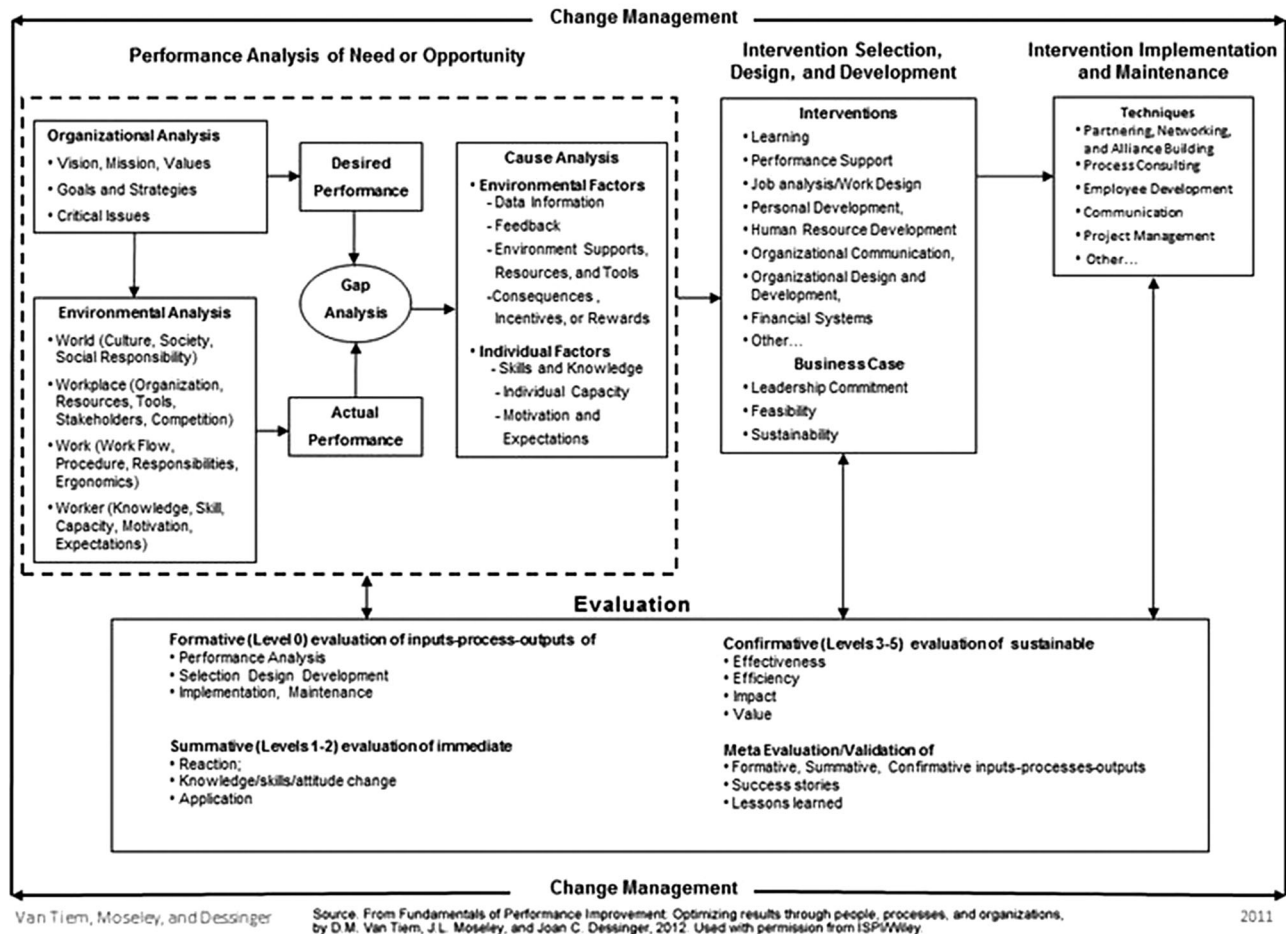 Change Management
Performance Analysis of Need or Opportunity
Intervention Selection,
Design, and Development
Intervention Implementation
and Maintenance
Organizational Analysis
• Vision, Mission, Values
• Goals and Strategies
• Critical Issues
Desired
Performance
Environmental Analysis
• World (Culture, Society,
Social Responsibility)
• Workplace (Organization,
Resources, Tools,
Stakeholders, Competition)
• Work (Work Flow,
Procedure, Responsibilities,
Ergonomics)
• Worker (Knowledge, Skill,
Capacity, Motivation,
Expectations)
Gap
Analysis
Actual
Performance
Cause Analysis
• Environmental Factors
- Data Information
- Feedback
- Environment Supports,
Resources, and Tools
- Consequences ,
Incentives, or Rewards
• Individual Factors
- Skills and Knowledge
- Individual Capacity
- Motivation and
Expectations
Interventions
• Learning
• Performance Support
• Job analysis/Work Design
• Personal Development,
• Human Resource Development
• Organizational Communication,
• Organizational Design and
Development,
• Financial Systems
• Other…
Business Case
• Leadership Commitment
• Feasibility
• Sustainability
Techniques
• Partnering, Networking,
and Alliance Building
• Process Consulting
• Employee Development
• Communication
• Project Management
• Other…
Evaluation
Formative (Level 0) evaluation of inputs-process-outputs of
• Performance Analysis
• Selection Design Development
• Implementation, Maintenance
Summative (Levels 1-2) evaluation of immediate
• Reaction;
• Knowledge/skills/attitude change
• Application
Confirmative (Levels 3-5) evaluation of sustainable
• Effectiveness
• Efficiency
• Impact
• Value
Meta Evaluation/Validation of
• Formative, Summative, Confirmative inputs-processes-outputs
• Success stories
• Lessons learned
Change Management
Van Tiem, Moseley, and Dessinger
Source. From Fundamentals of Performance Improvement. Optimizing results through people, processes, and organizations,
by D.M. Van Tiem, J.L. Moseley, and Joan C. Dessinger, 2012. Used with permission from ISPI/Wiley.
2011